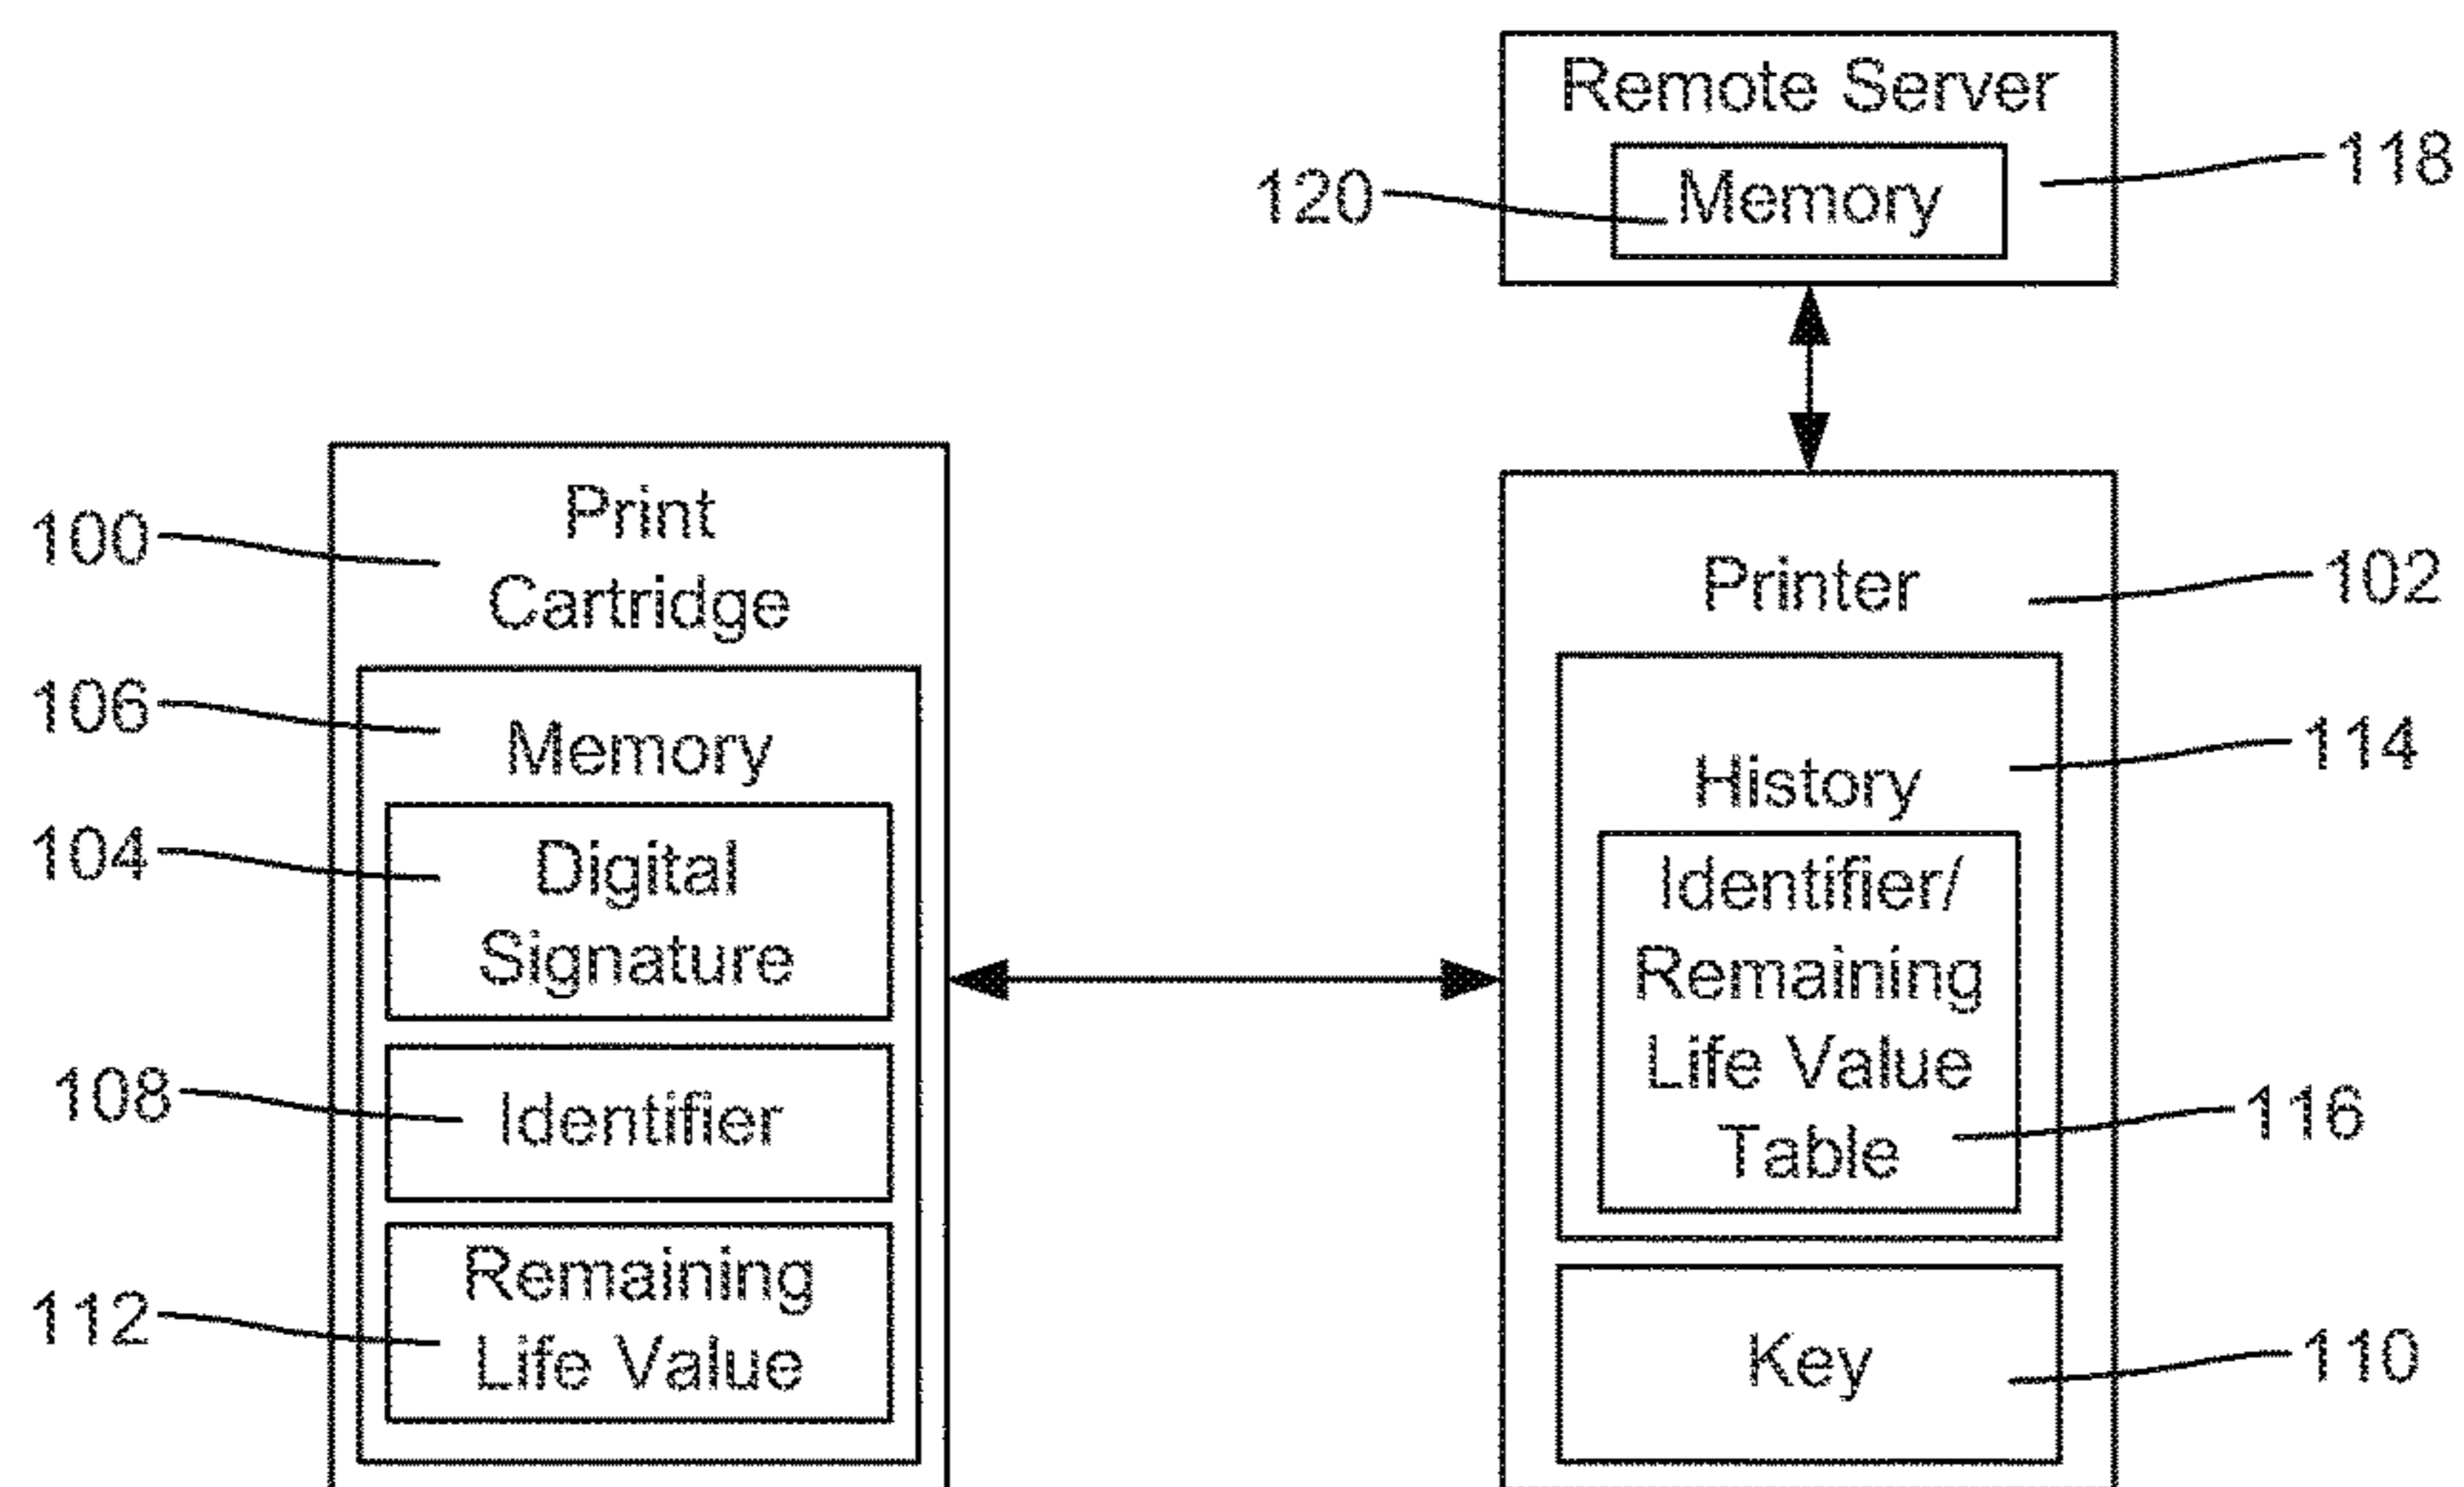 Remote Server
Memory
118
120
Print
Cartridge
100
Memory
106
Digital
Signature
104
Identifier
108
Remaining
Life Value
112
Printer
102
History
114
Identifier/
Remaining
Life Value
Table
116
Key
110